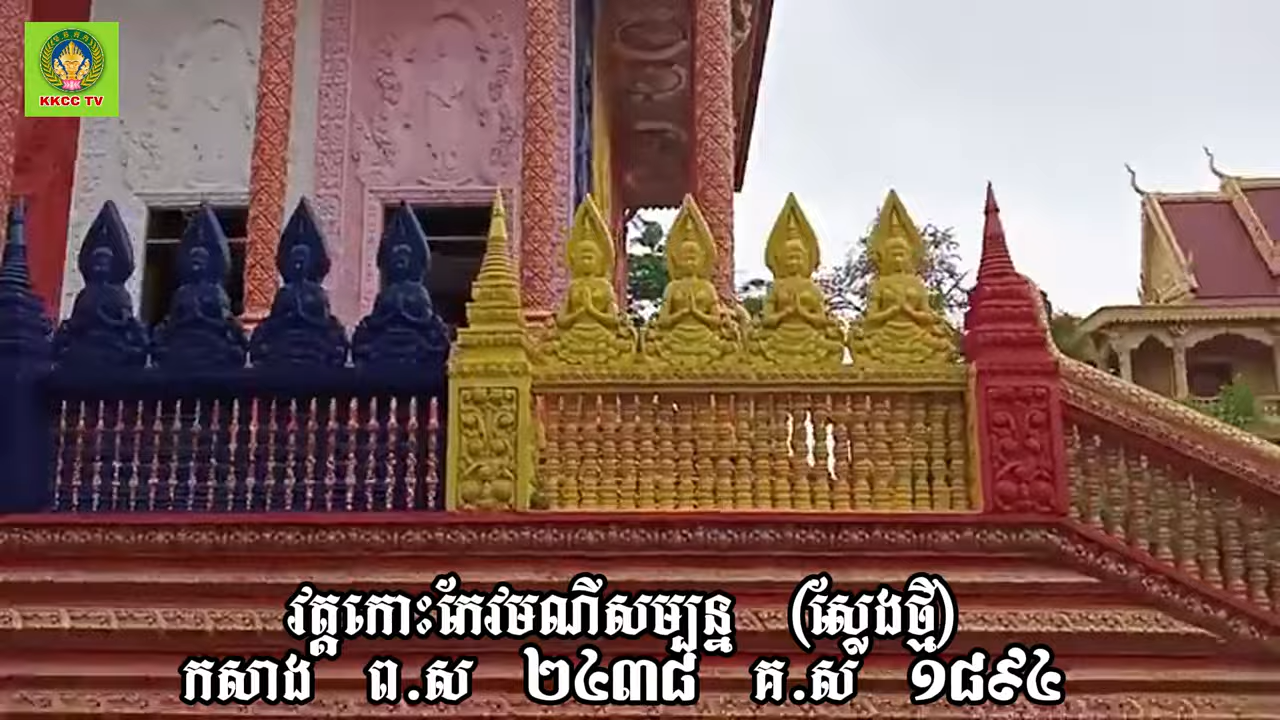 KKCC TV
វត្តកោះកែវមណីសម្បុន្ន (ស្លែងថ្មី)
កសាង ព.ស ២៤៣៨ គ.ស ១៨៩៤